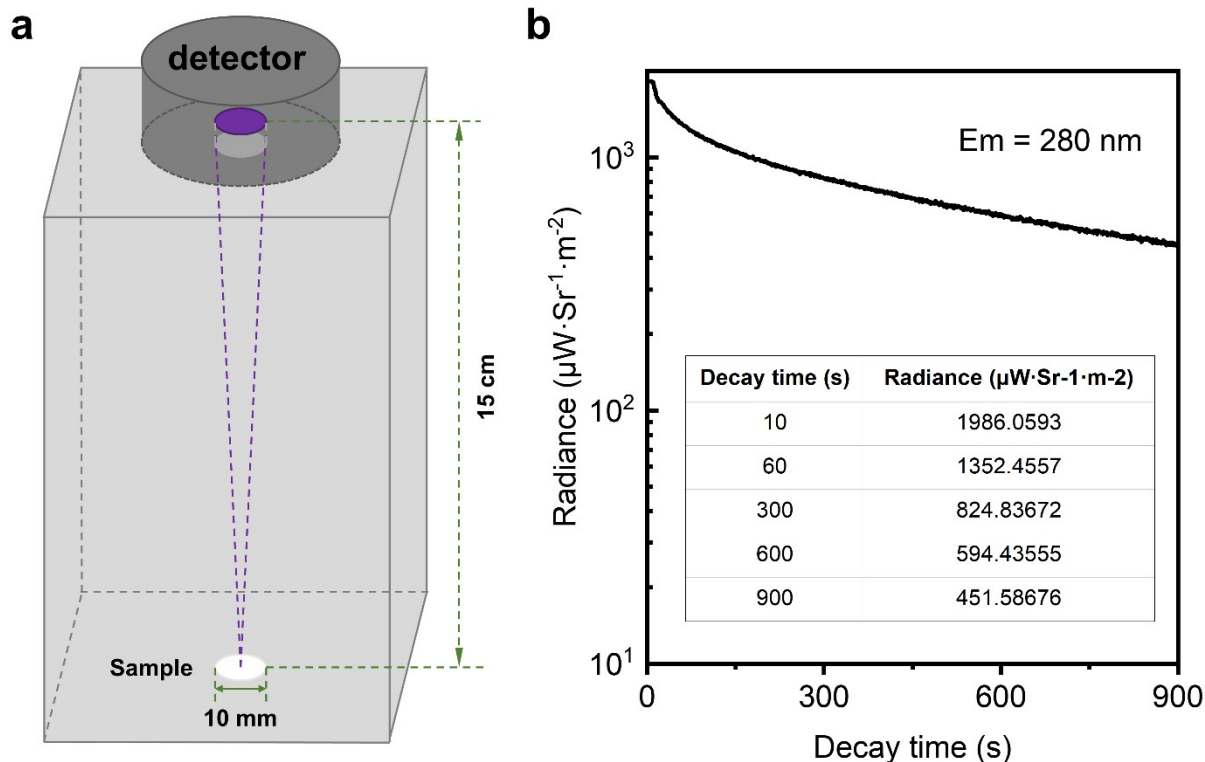 a
detector
15 cm
Sample
10 mm
b
Em = 280 nm
Radiance (µW·Sr⁻¹·m⁻²)
10³
10²
10¹
0
300
600
900
Decay time (s)
Decay time (s) Radiance (µW·Sr-1·m-2)
10 1986.0593
60 1352.4557
300 824.83672
600 594.43555
900 451.58676